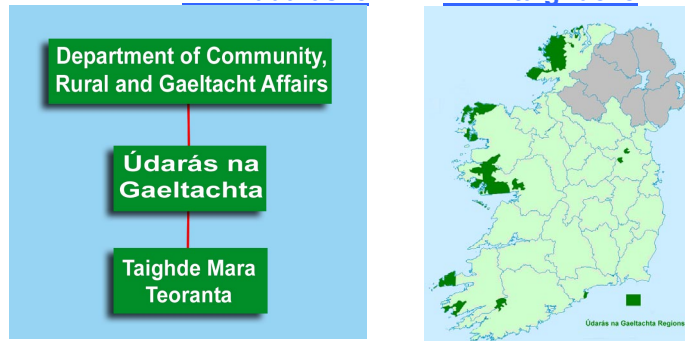 Department of Community,
Rural and Gaeltacht Affairs
Údarás na
Gaeltachta
Taighde Mara
Teoranta
Údarás na Gaeltachta Regions